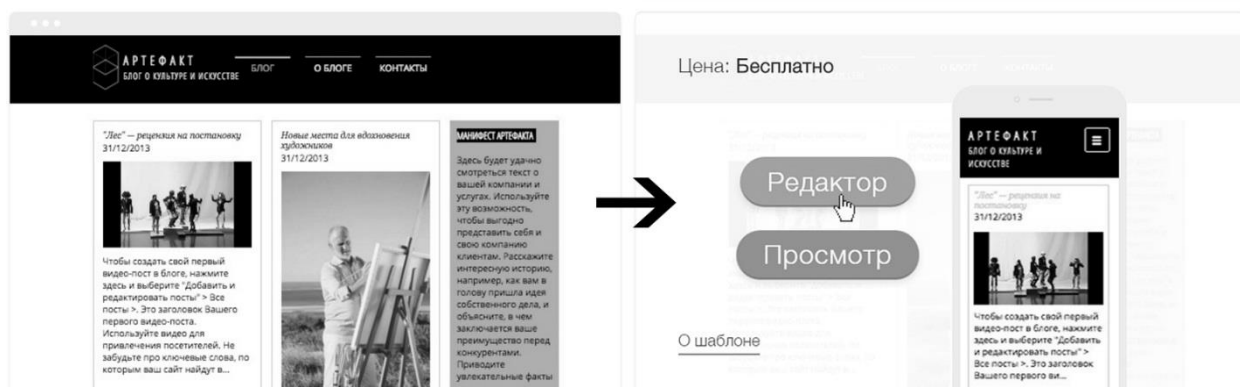 АРТЕФАКТ
БЛОГ О КУЛЬТУРЕ И ИСКУССТВЕ
БЛОГ
О БЛОГЕ
КОНТАКТЫ
"Лес" — рецензия на постановку
31/12/2013
Чтобы создать свой первый
видео-пост в блоге, нажмите
здесь и выберите "Добавить и
редактировать посты" > Все
посты >. Это заголовок Вашего
первого видео-поста.
Используйте видео для
привлечения посетителей. Не
забудьте про ключевые слова, по
которым ваш сайт найдут в...
Новые места для вдохновения
художников
31/12/2013
МАНИФЕСТ АРТЕФАКТА
Здесь будет удачно
смотреться текст о
вашей компании и
услугах. Используйте
эту возможность,
чтобы выгодно
представить себя и
свою компанию
клиентам. Расскажите
интересную историю,
например, как вам в
голову пришла идея
собственного дела, и
объясните, в чем
заключается ваше
преимущество перед
конкурентами.
Приводите
увлекательные факты
Цена: Бесплатно
Редактор
Просмотр
О шаблоне
АРТЕФАКТ
БЛОГ О КУЛЬТУРЕ И
ИСКУССТВЕ
"Лес" — рецензия на
постановку
31/12/2013
Чтобы создать свой первый
видео-пост в блоге, нажмите
здесь и выберите "Добавить
и редактировать посты" >
Все посты >. Это заголовок
Вашего первого ви...